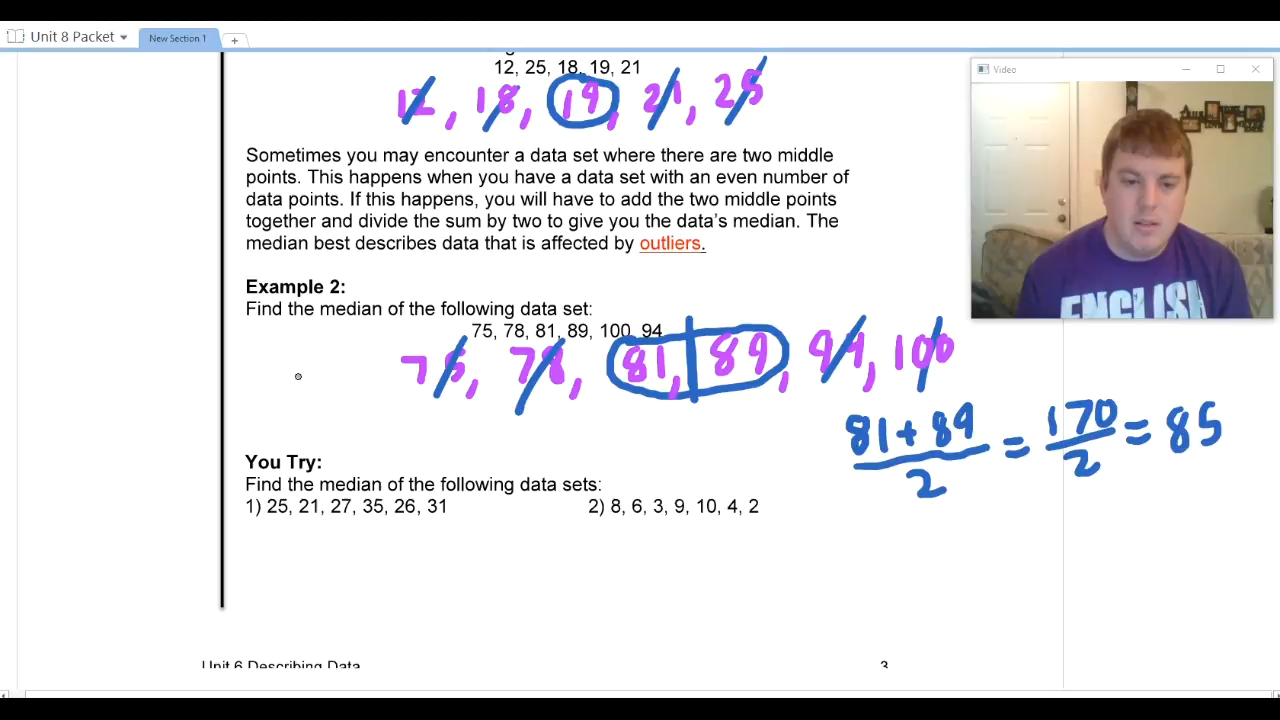 Unit 8 Packet
New Section 1
Video
12, 25, 18, 19, 21
12, 18, 19, 21, 25
Sometimes you may encounter a data set where there are two middle
points. This happens when you have a data set with an even number of
data points. If this happens, you will have to add the two middle points
together and divide the sum by two to give you the data's median. The
median best describes data that is affected by outliers.
Example 2:
Find the median of the following data set:
75, 78, 81, 89, 100, 94
75, 78, 81, 89, 94, 100
81 + 89 / 2 = 170 / 2 = 85
You Try:
Find the median of the following data sets:
1) 25, 21, 27, 35, 26, 31 2) 8, 6, 3, 9, 10, 4, 2
Unit 6 Describing Data 3
ENGLISH